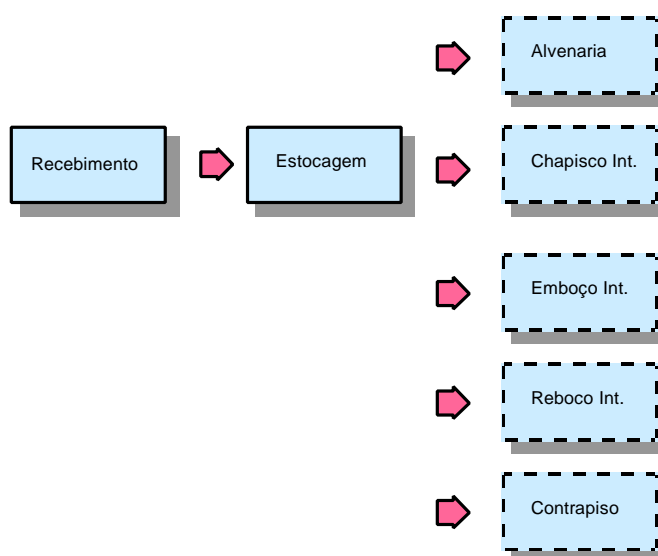 Alvenaria
Recebimento
Estocagem
Chapisco Int.
Emboço Int.
Reboco Int.
Contrapiso